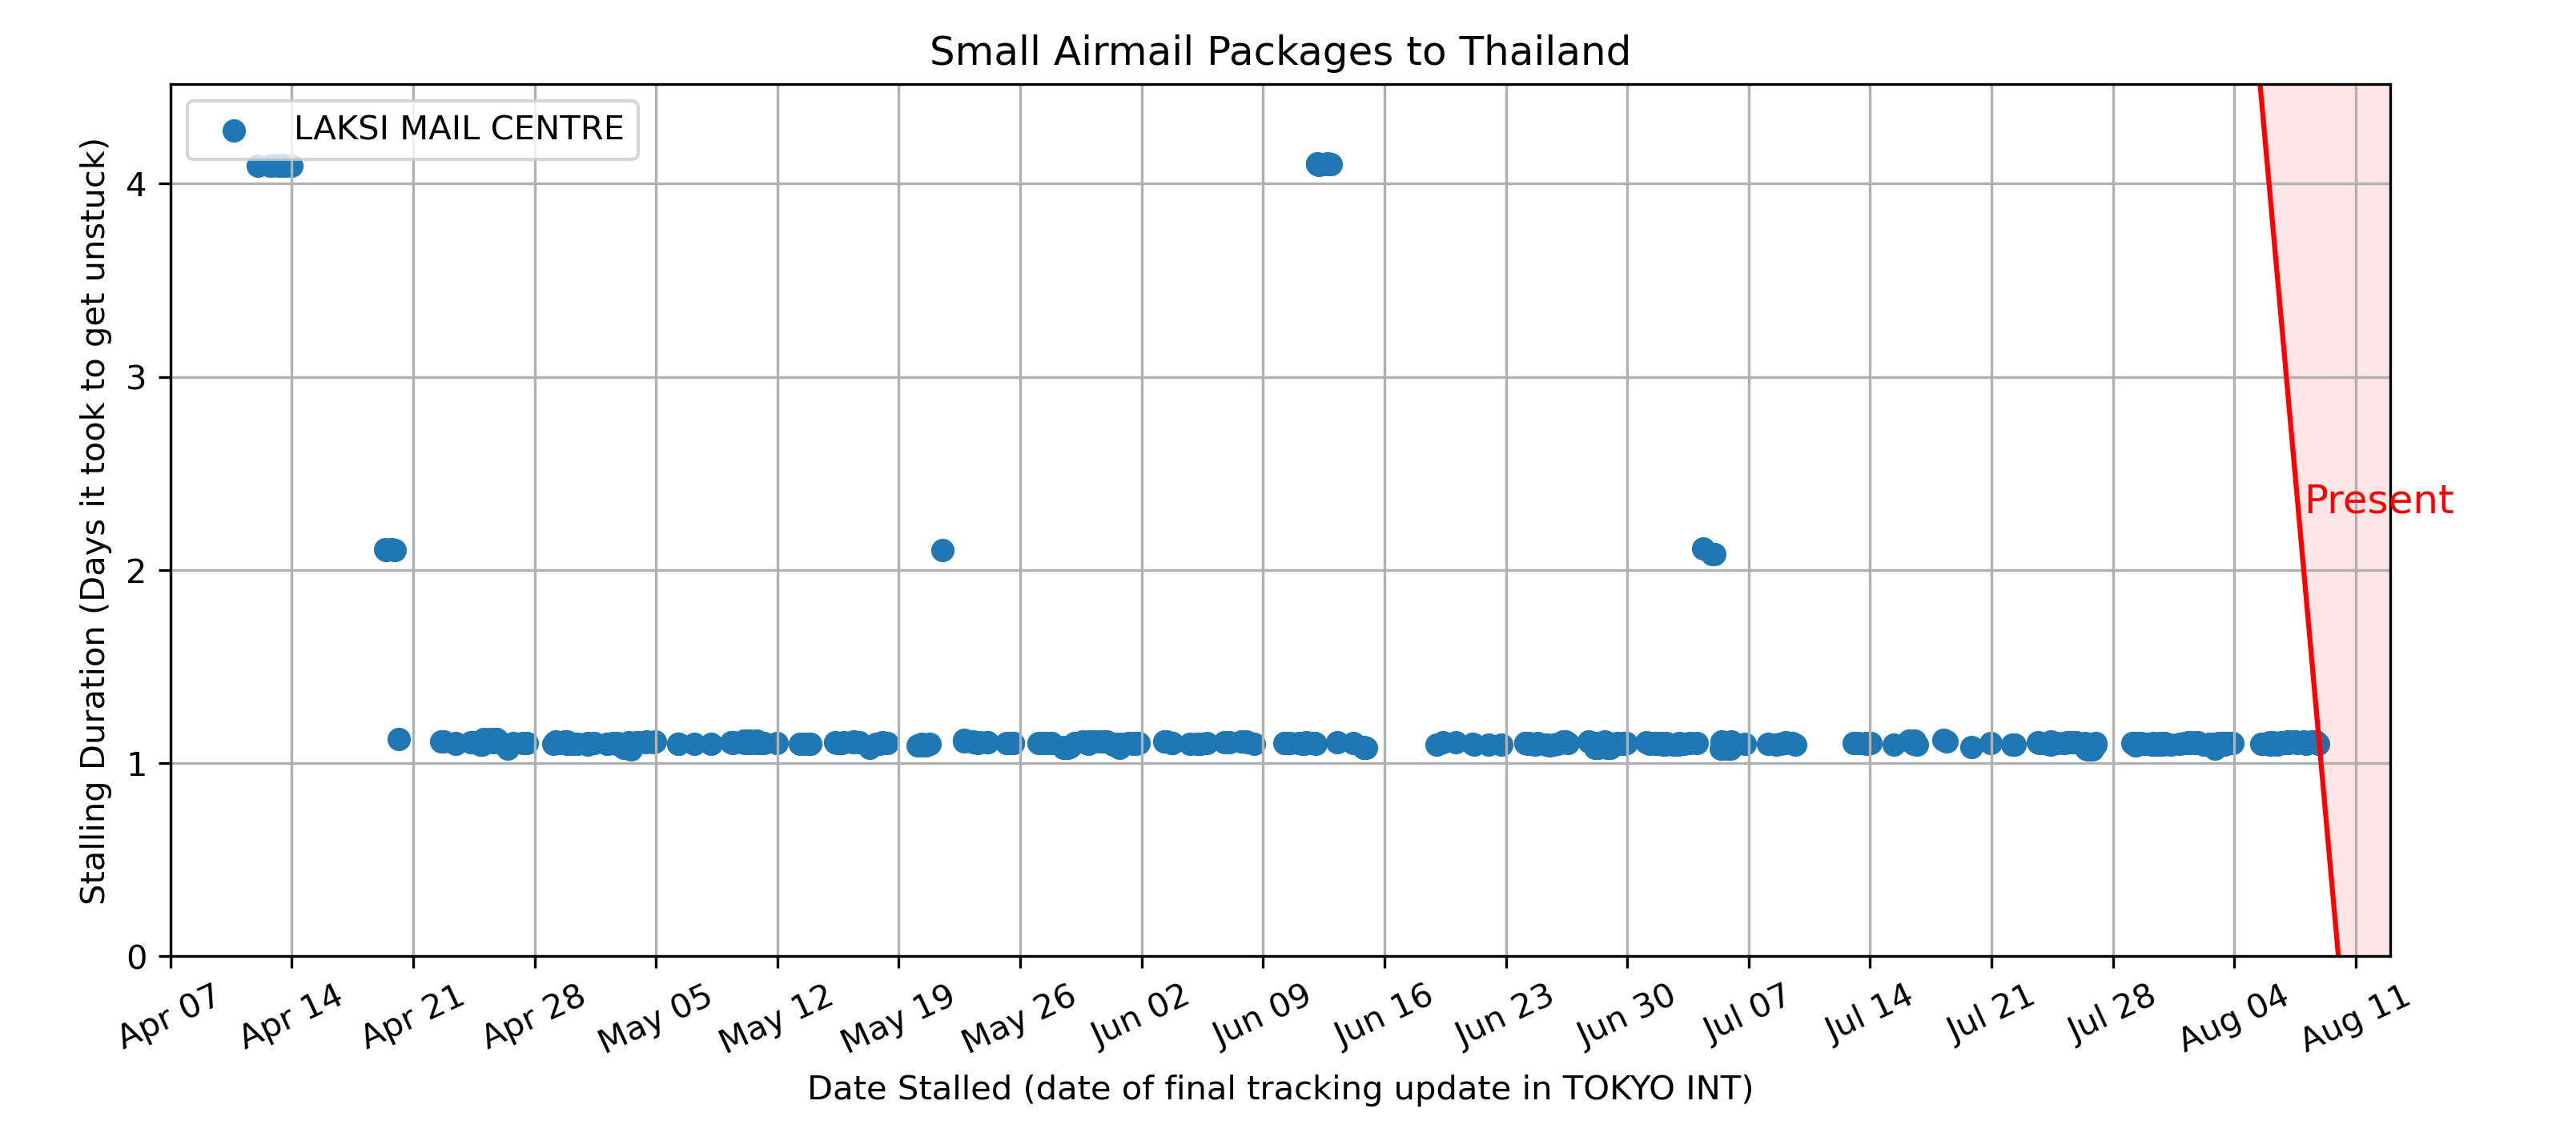 Small Airmail Packages to Thailand
LAKSI MAIL CENTRE
Stalling Duration (Days it took to get unstuck)
4
3
2
1
0
Present
Apr 07
Apr 14
Apr 21
Apr 28
May 05
May 12
May 19
May 26
Jun 02
Jun 09
Jun 16
Jun 23
Jun 30
Jul 07
Jul 14
Jul 21
Jul 28
Aug 04
Aug 11
Date Stalled (date of final tracking update in TOKYO INT)